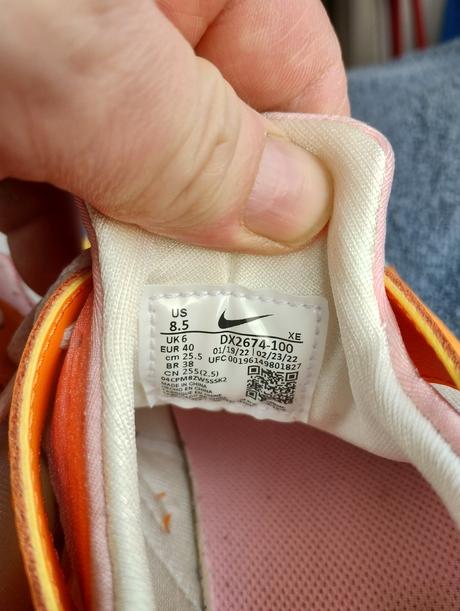 US
8.5
XE
UK 6
DX2674-100
EUR 40
01/19/22 02/23/22
cm 25.5
UFC 00196149801827
BR 38
CN 255(2.5)
MADE IN CHINA